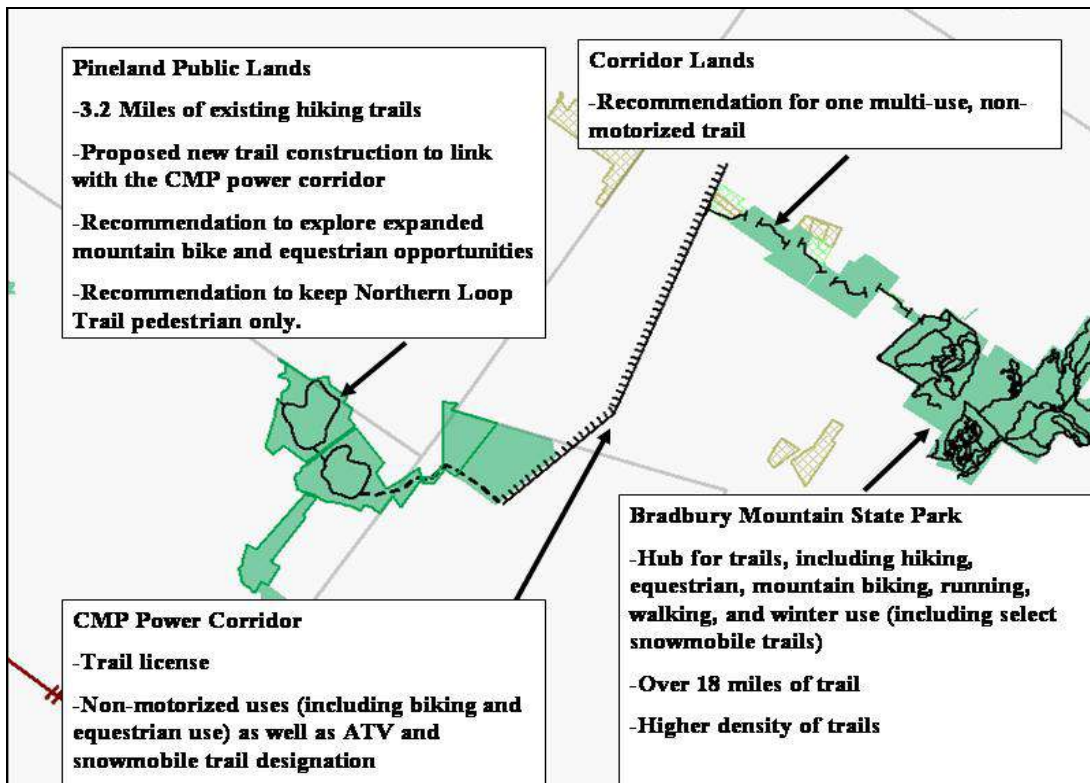 Pineland Public Lands
-3.2 Miles of existing hiking trails
-Proposed new trail construction to link
with the CMP power corridor
-Recommendation to explore expanded
mountain bike and equestrian opportunities
-Recommendation to keep Northern Loop
Trail pedestrian only.
Corridor Lands
-Recommendation for one multi-use, non-
motorized trail
CMP Power Corridor
-Trail license
-Non-motorized uses (including biking and
equestrian use) as well as ATV and
snowmobile trail designation
Bradbury Mountain State Park
-Hub for trails, including hiking,
equestrian, mountain biking, running,
walking, and winter use (including select
snowmobile trails)
-Over 18 miles of trail
-Higher density of trails